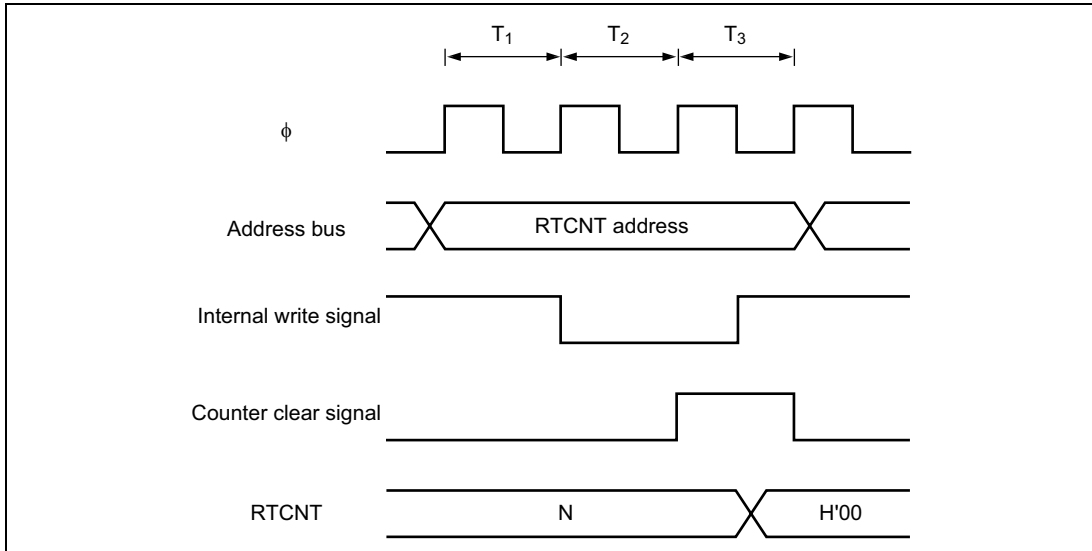 T1 T2 T3
ϕ
Address bus RTCNT address
Internal write signal
Counter clear signal
RTCNT N H'00